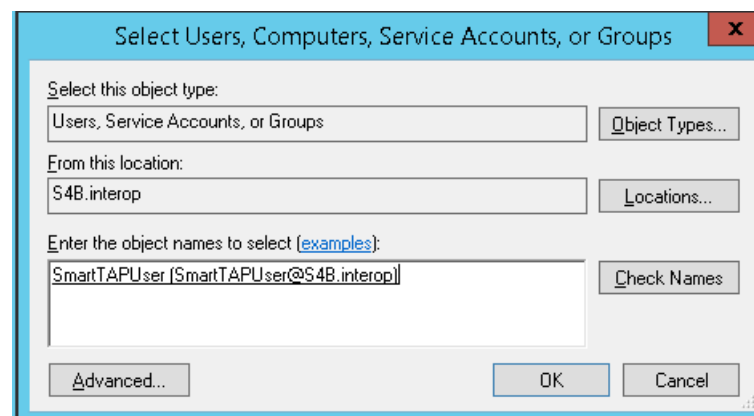 Select Users, Computers, Service Accounts, or Groups
x
Select this object type:
Users, Service Accounts, or Groups
Object Types...
From this location:
S4B.interop
Locations...
Enter the object names to select (examples):
SmartTAPUser (SmartTAPUser@S4B.interop)
Check Names
Advanced...
OK
Cancel